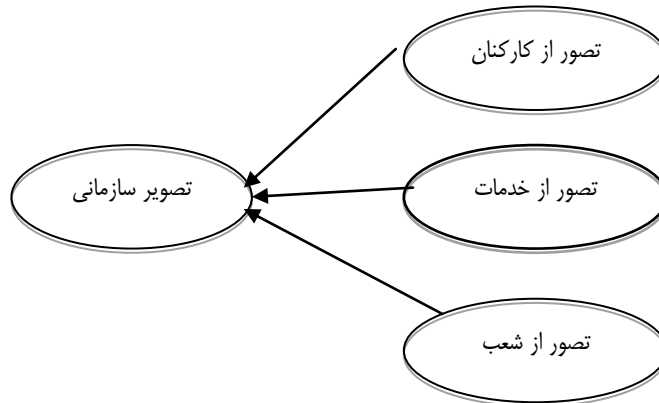 تصور از کارکنان
تصور از خدمات
تصویر سازمانی
تصور از شعب